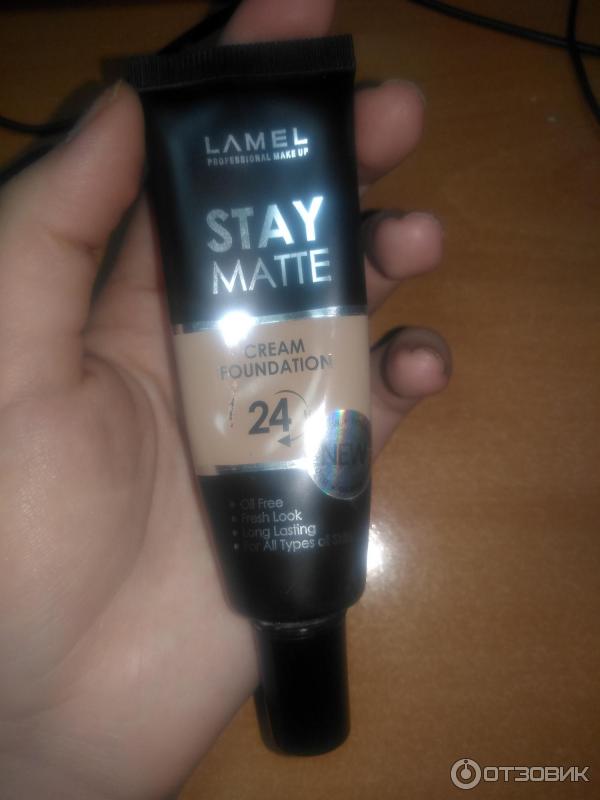 LAMEL
PROFESSIONAL MAKE UP
STAY
MATTE
CREAM
FOUNDATION
24
NEW
• Oil Free
• Fresh Look
• Long Lasting
• For All Types of Skin
ОТЗОВИК